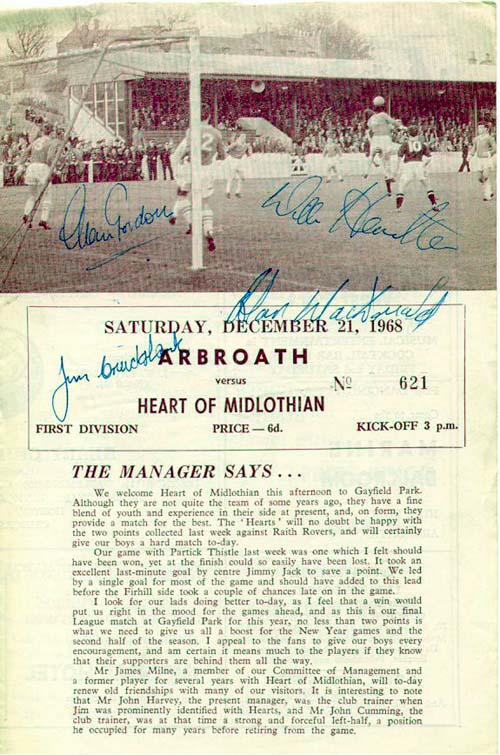 2
10
Alan Gordon
Willie Hamilton
Alan MacDonald
SATURDAY, DECEMBER 21, 1968
Jim Cruickshank
ARBROATH
versus
Nº 621
HEART OF MIDLOTHIAN
FIRST DIVISION PRICE — 6d. KICK-OFF 3 p.m.
THE MANAGER SAYS . . .
We welcome Heart of Midlothian this afternoon to Gayfield Park.
Although they are not quite the team of some years ago, they have a fine
blend of youth and experience in their side at present, and, on form, they
provide a match for the best. The 'Hearts' will no doubt be happy with
the two points collected last week against Raith Rovers, and will certainly
give our boys a hard match to-day.
Our game with Partick Thistle last week was one which I felt should
have been won, yet at the finish could so easily have been lost. It took an
excellent last-minute goal by centre Jimmy Jack to save a point. We led
by a single goal for most of the game and should have added to this lead
before the Firhill side took a couple of chances late on in the game.
I look for our lads doing better to-day, as I feel that a win would
put us right in the mood for the games ahead, and as this is our final
League match at Gayfield Park for this year, no less than two points is
what we need to give us all a boost for the New Year games and the
second half of the season. I appeal to the fans to give our boys every
encouragement, and am certain it means much to the players if they know
that their supporters are behind them all the way.
Mr James Milne, a member of our Committee of Management and
a former player for several years with Heart of Midlothian, will to-day
renew old friendships with many of our visitors. It is interesting to note
that Mr John Harvey, the present manager, was the club trainer when
Jim was prominently identified with Hearts, and Mr John Cumming, the
club trainer, was at that time a strong and forceful left-half, a position
he occupied for many years before retiring from the game.